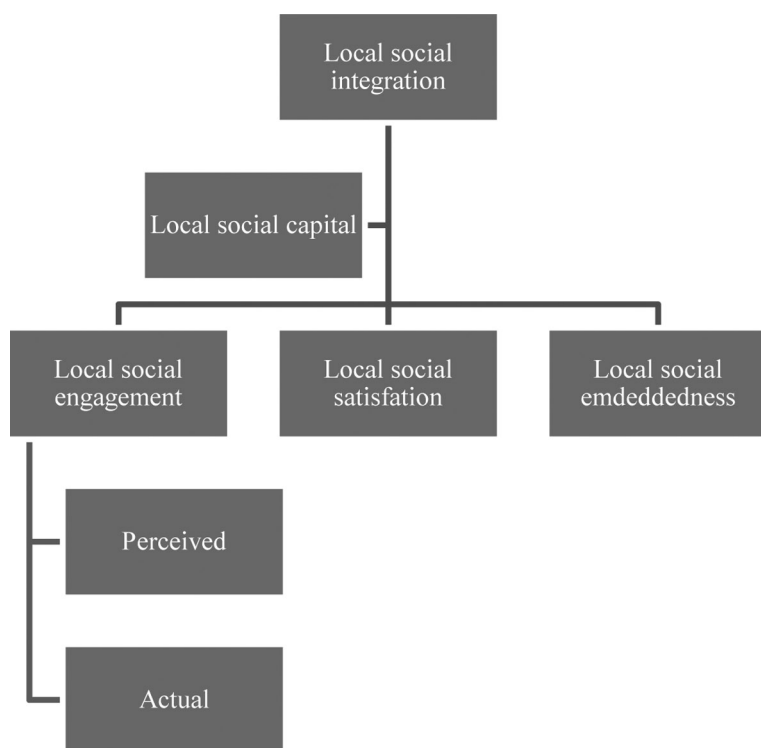 Local social
integration
Local social capital
Local social
engagement
Local social
satisfation
Local social
emdeddedness
Perceived
Actual